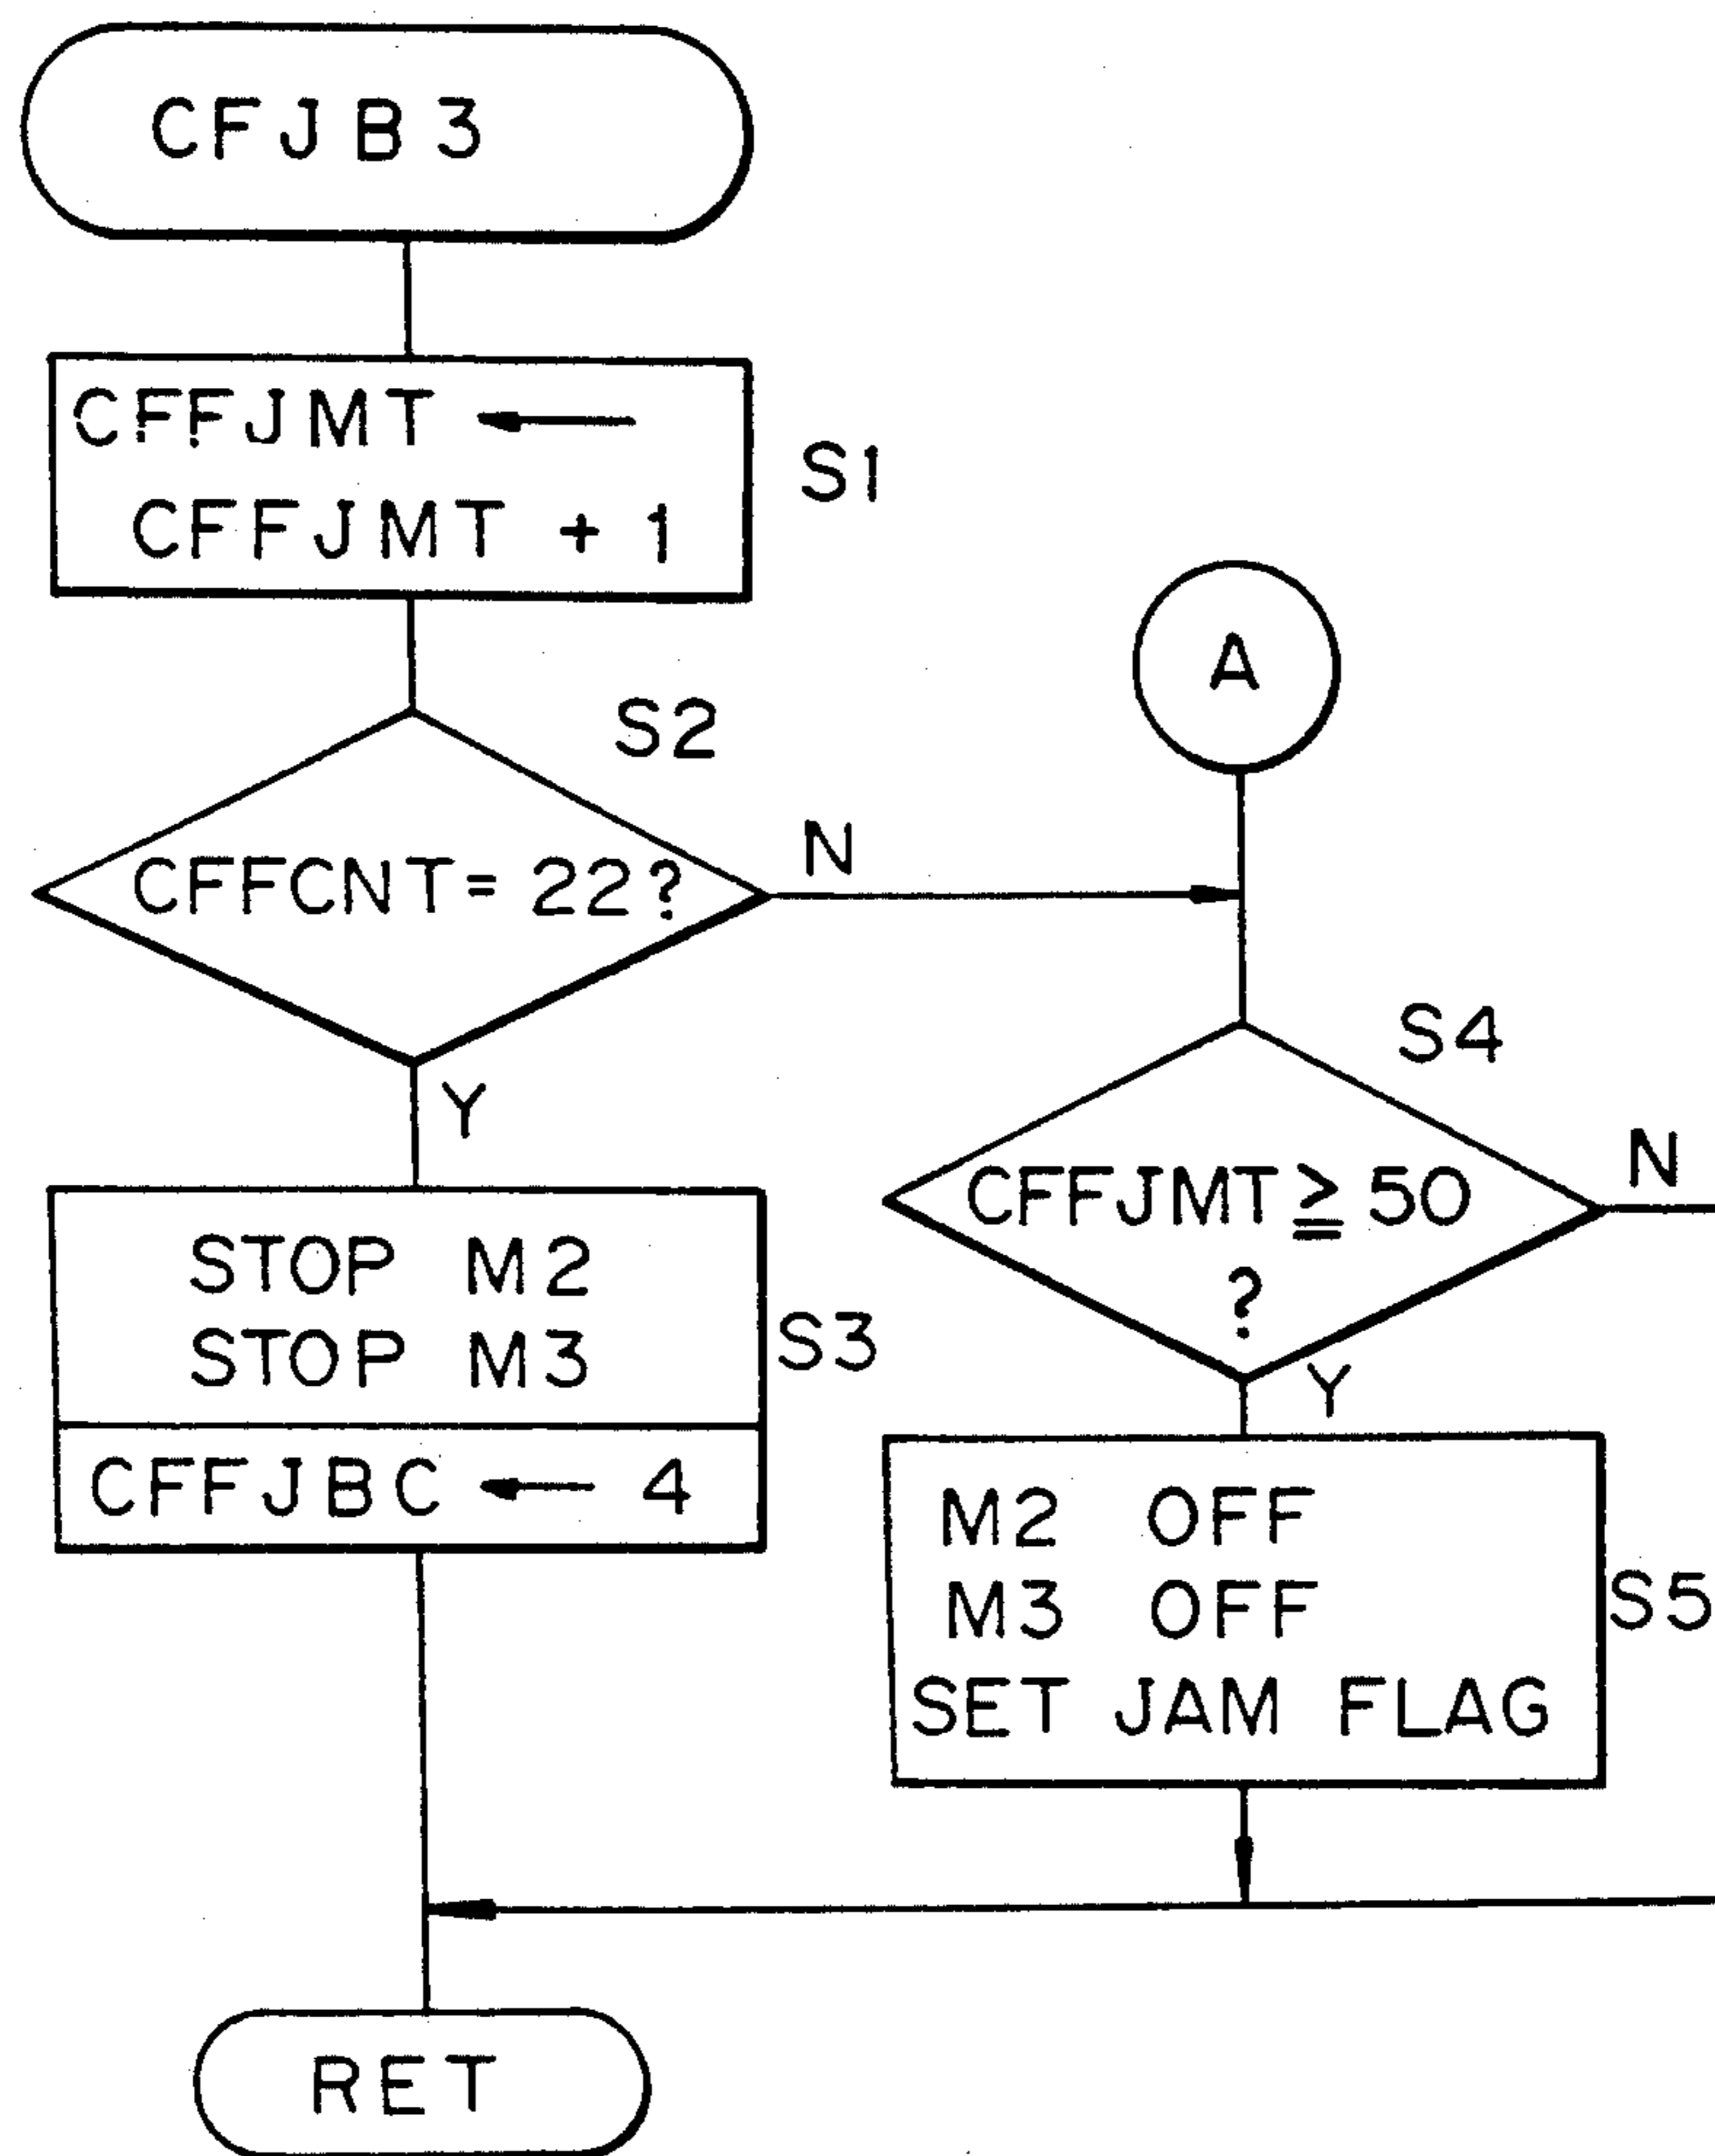 CFJB3
CFFJMT ←
CFFJMT + 1
S1
A
S2
CFFCNT = 22?
N
Y
S4
CFFJMT ≧ 50
?
N
Y
STOP M2
STOP M3
S3
CFFJBC ← 4
M2 OFF
M3 OFF
SET JAM FLAG
S5
RET